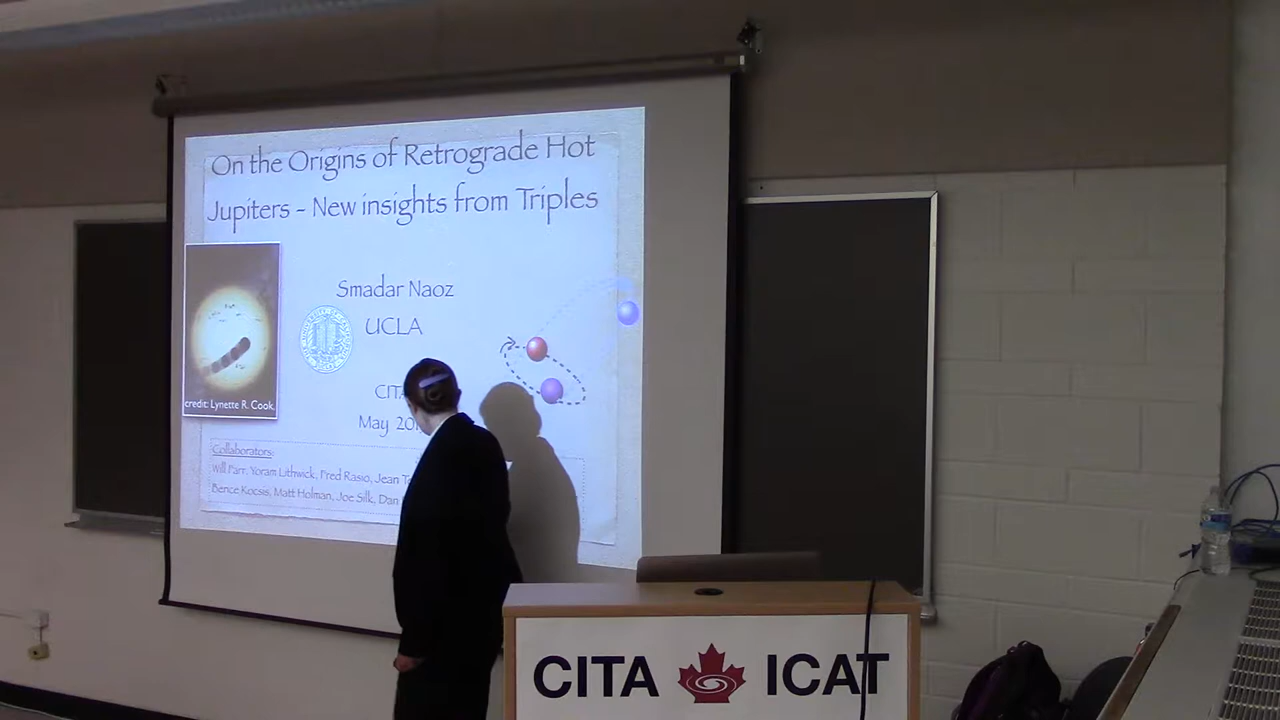 On the Origins of Retrograde Hot
Jupiters - New insights from Triples
Smadar Naoz
UCLA
credit: Lynette R. Cook.
May
Collaborators:
Will Farr, Yoram Lithwick, Fred Rasio, Jean
Bence Kocsis, Matt Holman, Joe Silk, Dan
CITA ICAT